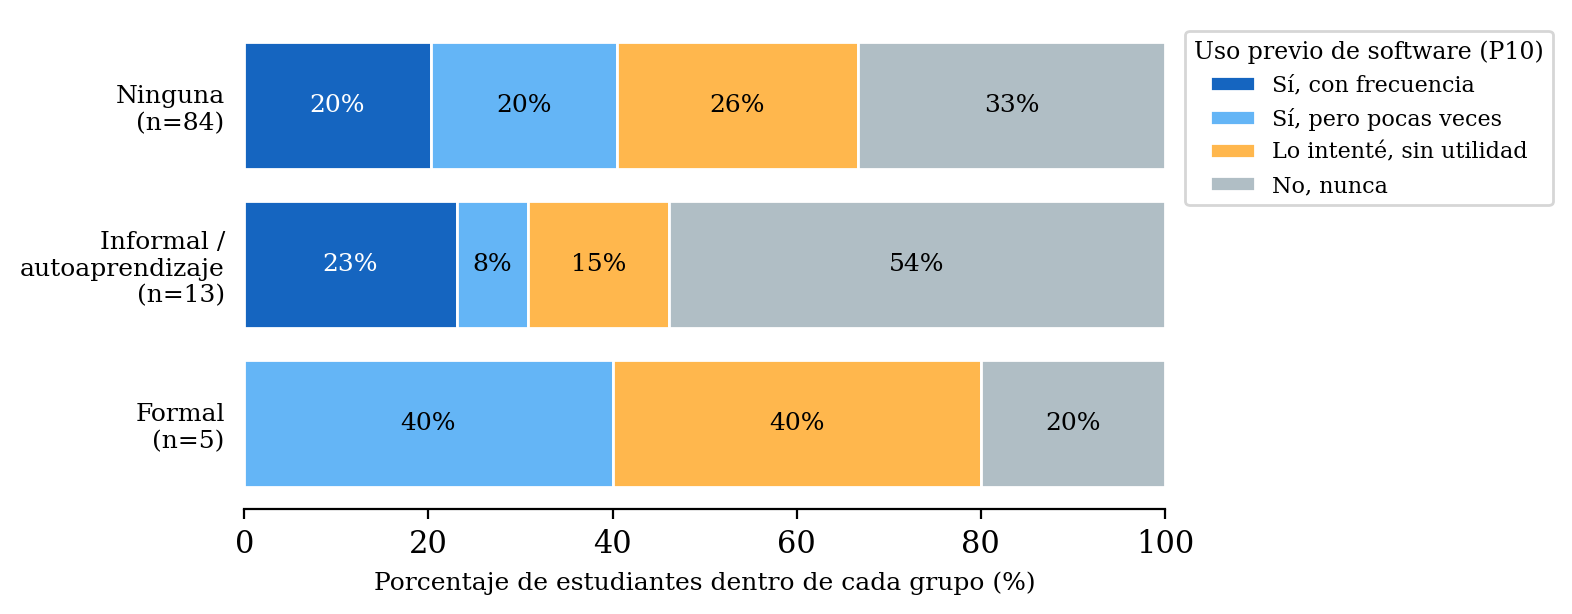 Ninguna
(n=84)
20%
20%
26%
33%
Informal /
autoaprendizaje
(n=13)
23%
8%
15%
54%
Formal
(n=5)
40%
40%
20%
0
20
40
60
80
100
Porcentaje de estudiantes dentro de cada grupo (%)
Uso previo de software (P10)
Sí, con frecuencia
Sí, pero pocas veces
Lo intenté, sin utilidad
No, nunca